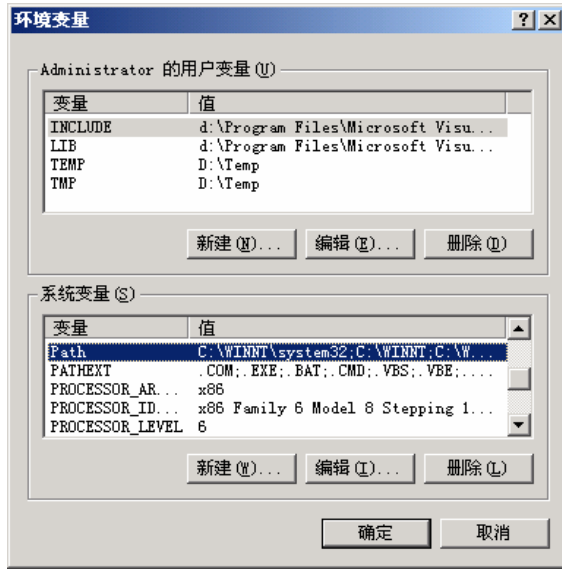 环境变量
Administrator 的用户变量(U)
变量 值
INCLUDE d:\Program Files\Microsoft Visu...
LIB d:\Program Files\Microsoft Visu...
TEMP D:\Temp
TMP D:\Temp
新建(N)... 编辑(E)... 删除(D)
系统变量(S)
变量 值
Path C:\WINNT\system32;C:\WINNT;C:\W...
PATHEXT .COM;.EXE;.BAT;.CMD;.VBS;.VBE;....
PROCESSOR_AR... x86
PROCESSOR_ID... x86 Family 6 Model 8 Stepping 1...
PROCESSOR_LEVEL 6
新建(W)... 编辑(I)... 删除(L)
确定 取消